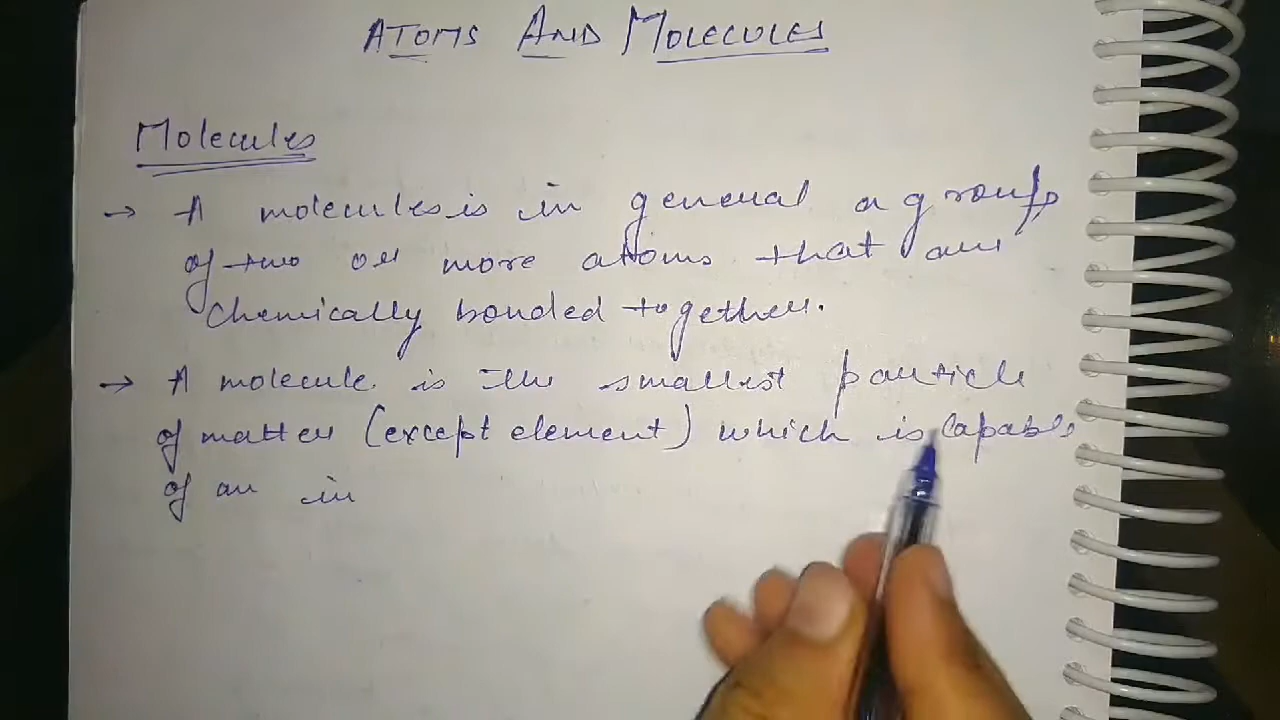 ATOMS AND MOLECULES
Molecules
→ A molecules is in general a group
of two or more atoms that are
chemically bonded together.
→ A molecule is the smallest particle
of matter (except element) which is capable
of an in